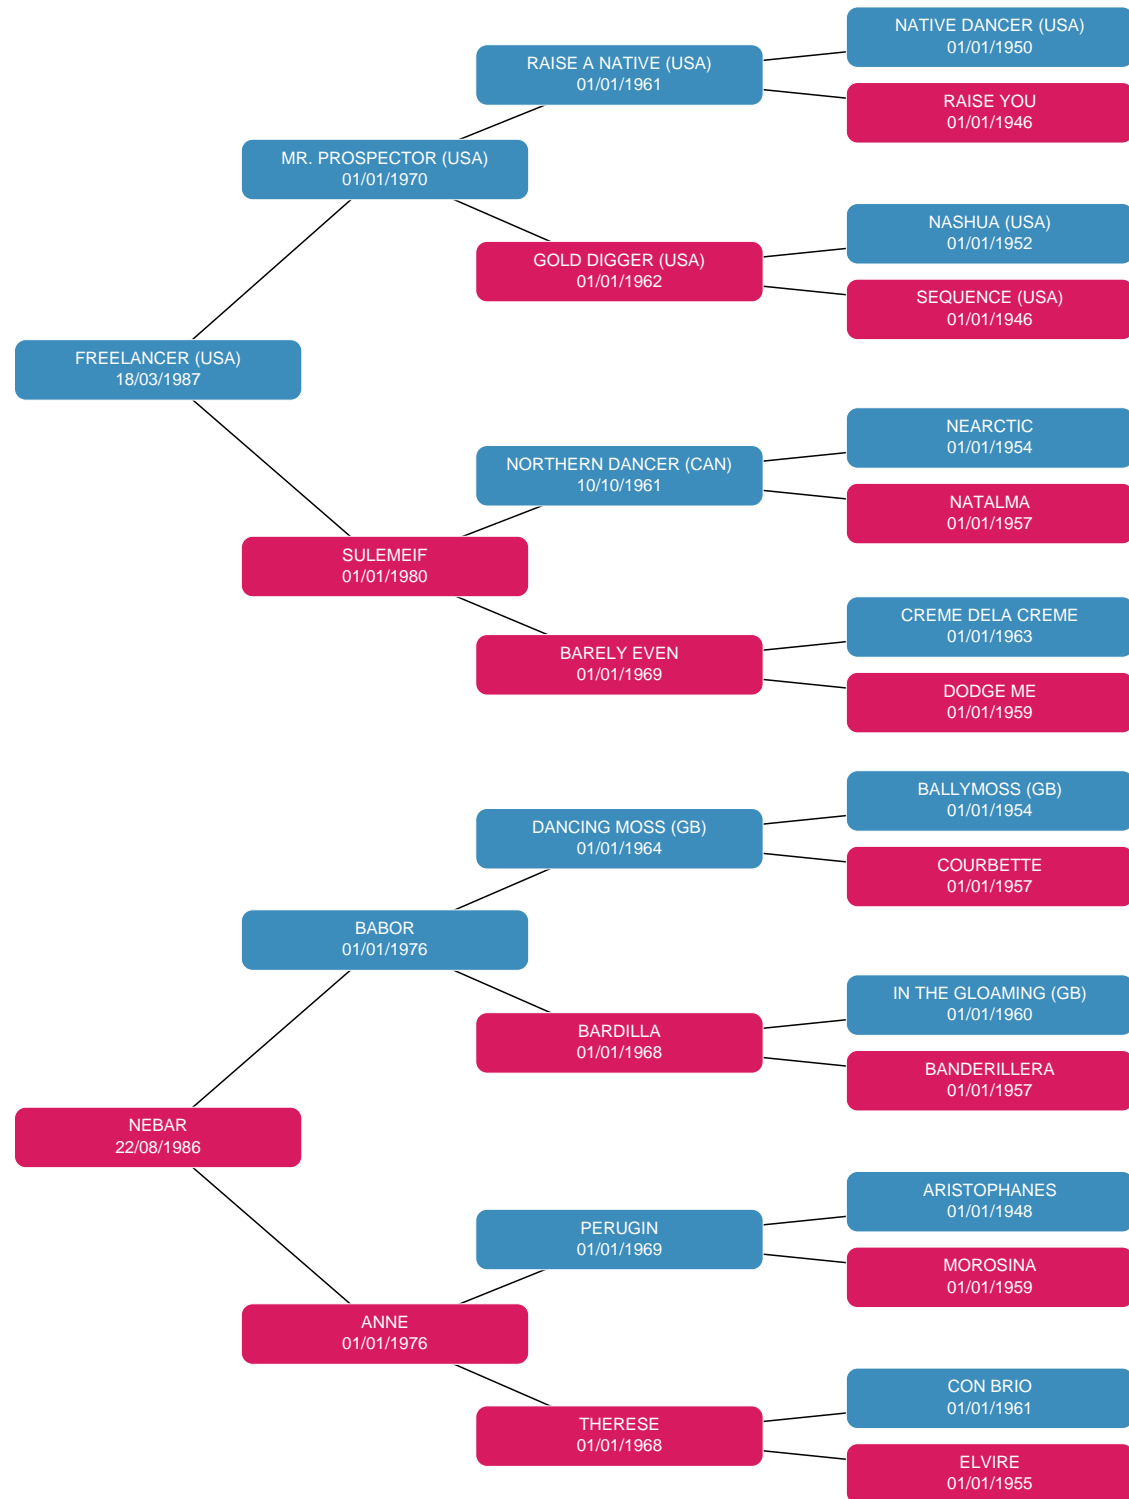 NATIVE DANCER (USA)
01/01/1950
RAISE A NATIVE (USA)
01/01/1961
RAISE YOU
01/01/1946
MR. PROSPECTOR (USA)
01/01/1970
NASHUA (USA)
01/01/1952
GOLD DIGGER (USA)
01/01/1962
SEQUENCE (USA)
01/01/1946
FREELANCER (USA)
18/03/1987
NEARCTIC
01/01/1954
NORTHERN DANCER (CAN)
10/10/1961
NATALMA
01/01/1957
SULEMEIF
01/01/1980
CREME DELA CREME
01/01/1963
BARELY EVEN
01/01/1969
DODGE ME
01/01/1959
BALLYMOSS (GB)
01/01/1954
DANCING MOSS (GB)
01/01/1964
COURBETTE
01/01/1957
BABOR
01/01/1976
IN THE GLOAMING (GB)
01/01/1960
BARDILLA
01/01/1968
BANDERILLERA
01/01/1957
NEBAR
22/08/1986
ARISTOPHANES
01/01/1948
PERUGIN
01/01/1969
MOROSINA
01/01/1959
ANNE
01/01/1976
CON BRIO
01/01/1961
THERESE
01/01/1968
ELVIRE
01/01/1955